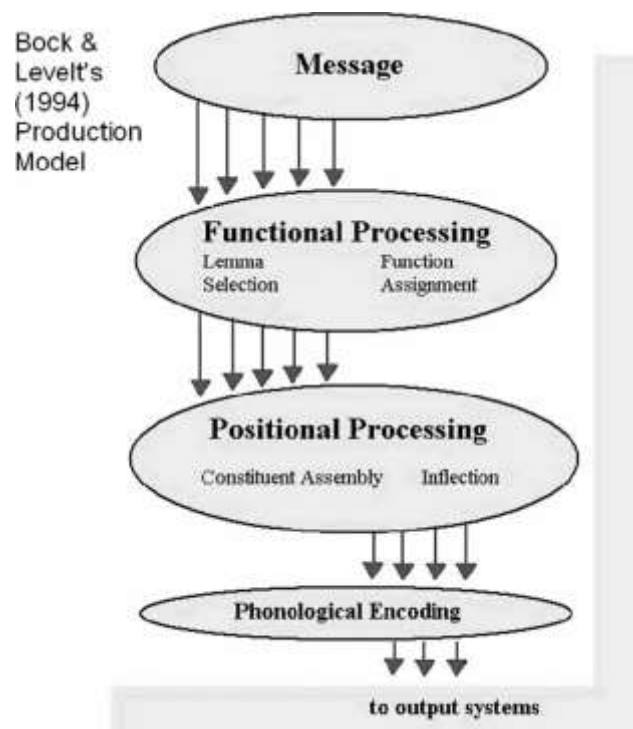 Bock &
Levelt's
(1994)
Production
Model
Message
Functional Processing
Lemma Selection
Function Assignment
Positional Processing
Constituent Assembly Inflection
Phonological Encoding
to output systems